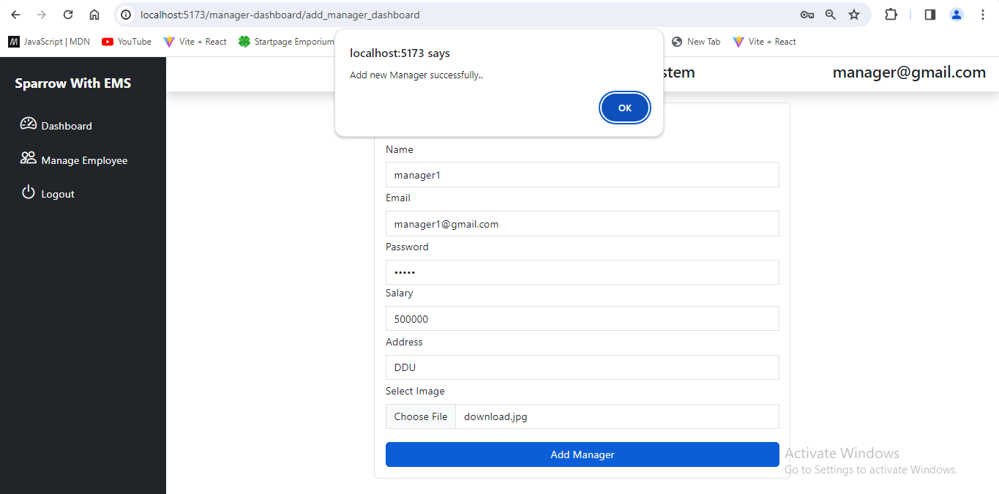 localhost:5173/manager-dashboard/add_manager_dashboard
M JavaScript | MDN YouTube Vite + React Startpage Emporium New Tab Vite + React
localhost:5173 says
Add new Manager successfully..
OK
Sparrow With EMS
stem
manager@gmail.com
Dashboard
Manage Employee
Logout
Name
manager1
Email
manager1@gmail.com
Password
•••••
Salary
500000
Address
DDU
Select Image
Choose File download.jpg
Add Manager
Activate Windows
Go to Settings to activate Windows.